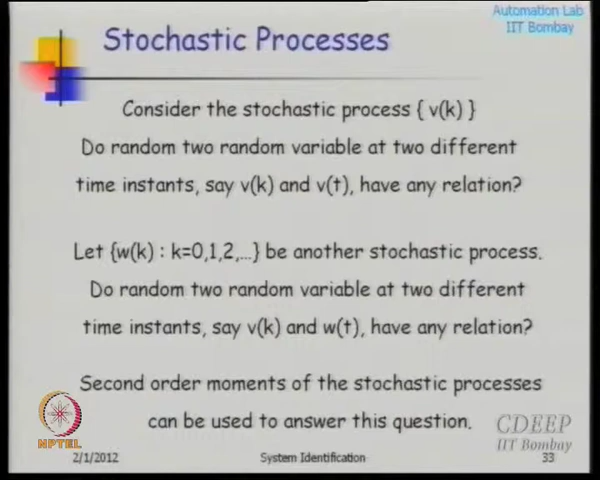 Automation Lab
IIT Bombay
Stochastic Processes
Consider the stochastic process { v(k) }
Do random two random variable at two different
time instants, say v(k) and v(t), have any relation?
Let {w(k) : k=0,1,2,...} be another stochastic process.
Do random two random variable at two different
time instants, say v(k) and w(t), have any relation?
Second order moments of the stochastic processes
can be used to answer this question.
NPTEL
CDEEP
IIT Bombay
2/1/2012
System Identification
33